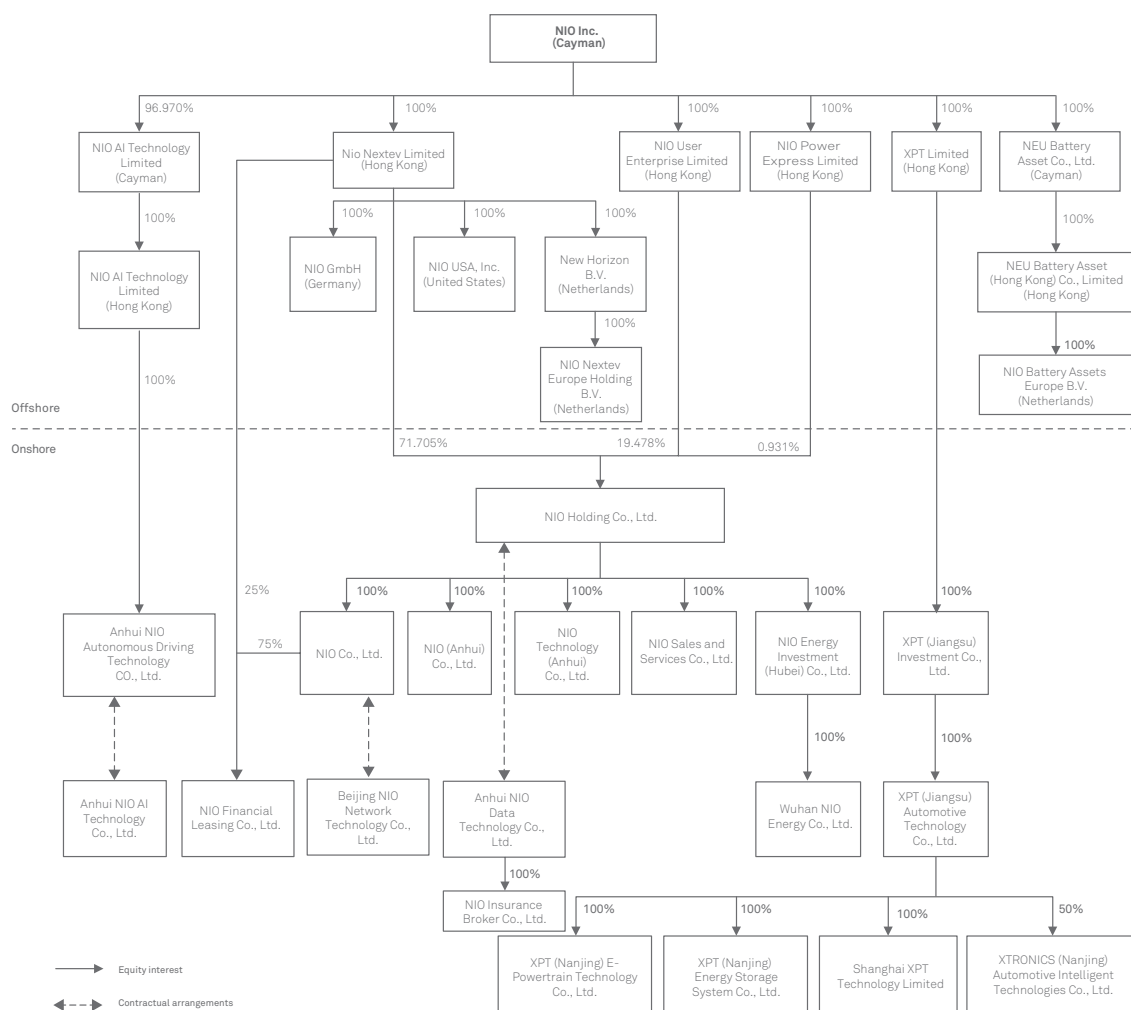 NIO Inc.
(Cayman)
96.970%
100%
100%
100%
100%
100%
NIO AI Technology
Limited
(Cayman)
Nio Nextev Limited
(Hong Kong)
NIO User
Enterprise Limited
(Hong Kong)
NIO Power
Express Limited
(Hong Kong)
XPT Limited
(Hong Kong)
NEU Battery
Asset Co., Ltd.
(Cayman)
100%
100%
100%
100%
100%
NIO AI Technology
Limited
(Hong Kong)
NIO GmbH
(Germany)
NIO USA, Inc.
(United States)
New Horizon
B.V.
(Netherlands)
NEU Battery Asset
(Hong Kong) Co., Limited
(Hong Kong)
100%
100%
100%
NIO Nextev
Europe Holding
B.V.
(Netherlands)
NIO Battery Assets
Europe B.V.
(Netherlands)
Offshore
Onshore
71.705%
19.478%
0.931%
NIO Holding Co., Ltd.
25%
75%
100%
100%
100%
100%
100%
100%
Anhui NIO
Autonomous Driving
Technology
CO., Ltd.
NIO Co., Ltd.
NIO (Anhui)
Co., Ltd.
NIO
Technology
(Anhui)
Co., Ltd.
NIO Sales and
Services Co., Ltd.
NIO Energy
Investment
(Hubei) Co., Ltd.
XPT (Jiangsu)
Investment Co.,
Ltd.
100%
100%
Anhui NIO AI
Technology
Co., Ltd.
NIO Financial
Leasing Co., Ltd.
Beijing NIO
Network
Technology Co.,
Ltd.
Anhui NIO
Data
Technology Co.,
Ltd.
Wuhan NIO
Energy Co., Ltd.
XPT (Jiangsu)
Automotive
Technology
Co., Ltd.
100%
NIO Insurance
Broker Co., Ltd.
100%
100%
100%
50%
XPT (Nanjing) E-
Powertrain Technology
Co., Ltd.
XPT (Nanjing)
Energy Storage
System Co., Ltd.
Shanghai XPT
Technology Limited
XTRONICS (Nanjing)
Automotive Intelligent
Technologies Co., Ltd.
Equity interest
Contractual arrangements